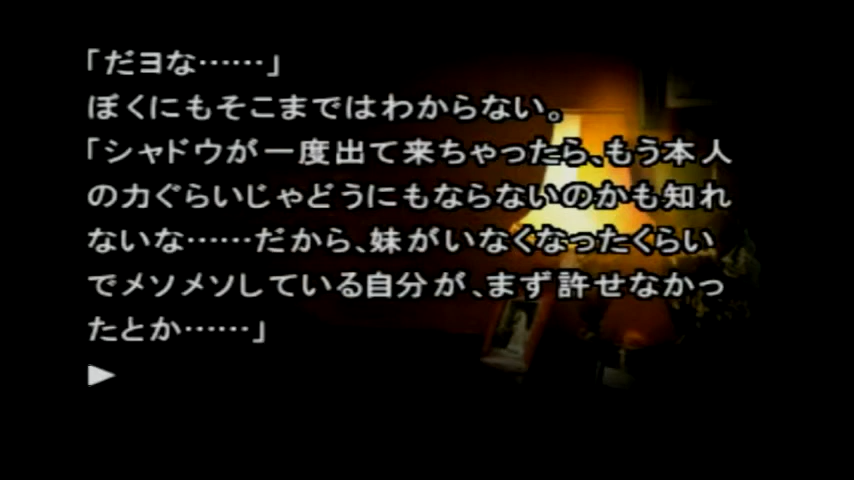 「だヨな……」
ぼくにもそこまではわからない。
「シャドウが一度出て来ちゃったら、もう本人
の力ぐらいじゃどうにもならないのかも知れ
ないな……だから、妹がいなくなったくらい
でメソメソしている自分が、まず許せなかっ
たとか……」